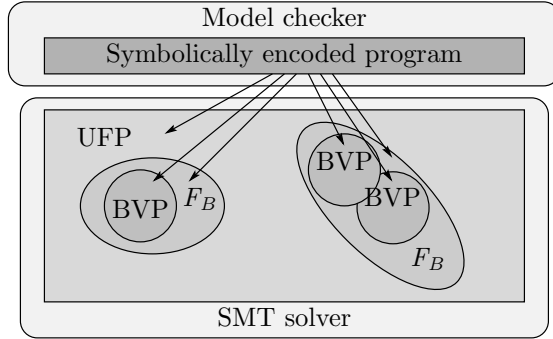 Model checker
Symbolically encoded program
UFP
BVP
F_B
BVP
BVP
F_B
SMT solver